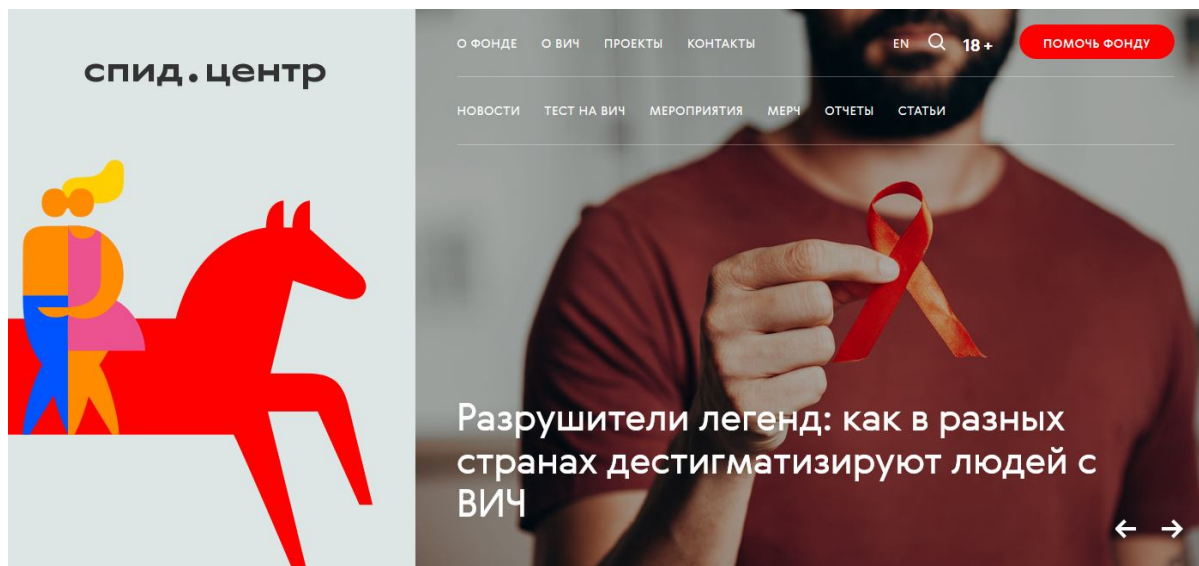 спид.центр
О ФОНДЕ О ВИЧ ПРОЕКТЫ КОНТАКТЫ EN 18+ ПОМОЧЬ ФОНДУ
НОВОСТИ ТЕСТ НА ВИЧ МЕРОПРИЯТИЯ МЕРЧ ОТЧЕТЫ СТАТЬИ
Разрушители легенд: как в разных
странах дестигматизируют людей с
ВИЧ